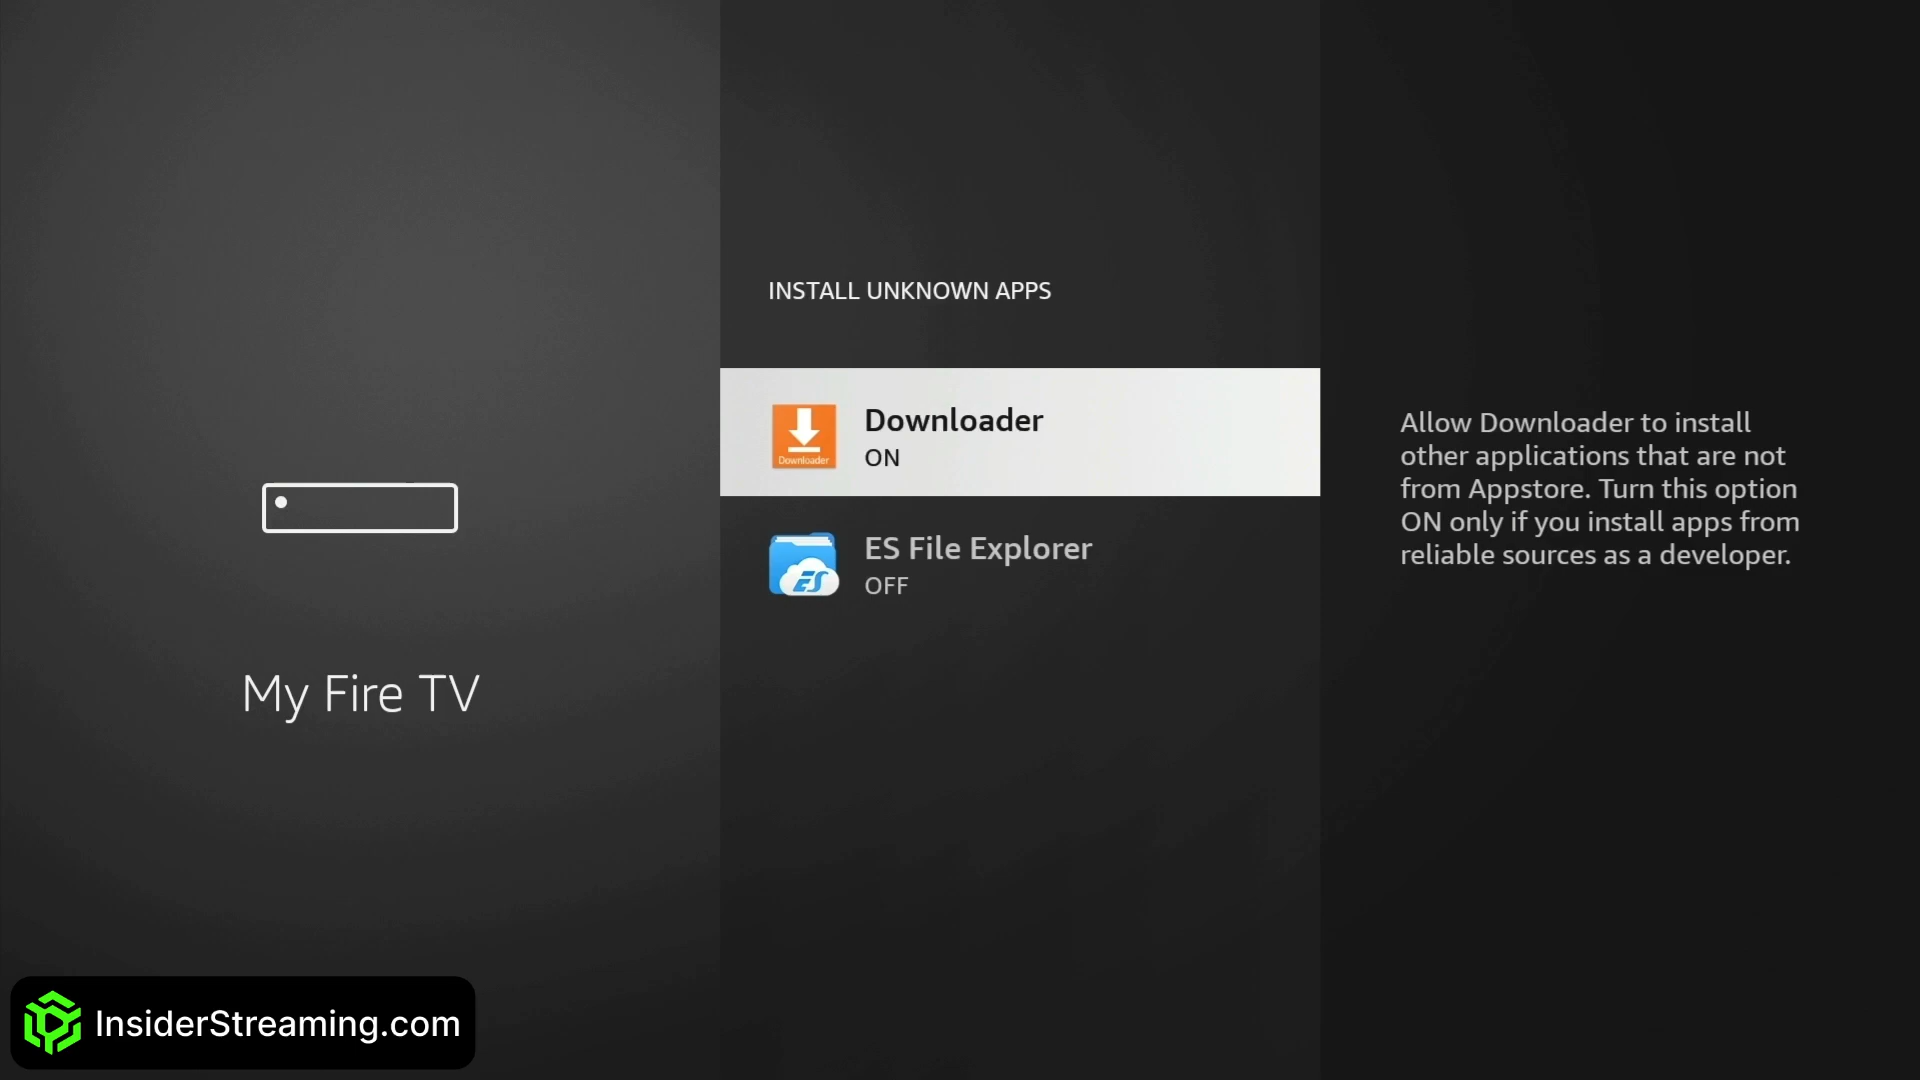 INSTALL UNKNOWN APPS
Downloader
Downloader
ON
ES File Explorer
ES
OFF
My Fire TV
Allow Downloader to install
other applications that are not
from Appstore. Turn this option
ON only if you install apps from
reliable sources as a developer.
InsiderStreaming.com